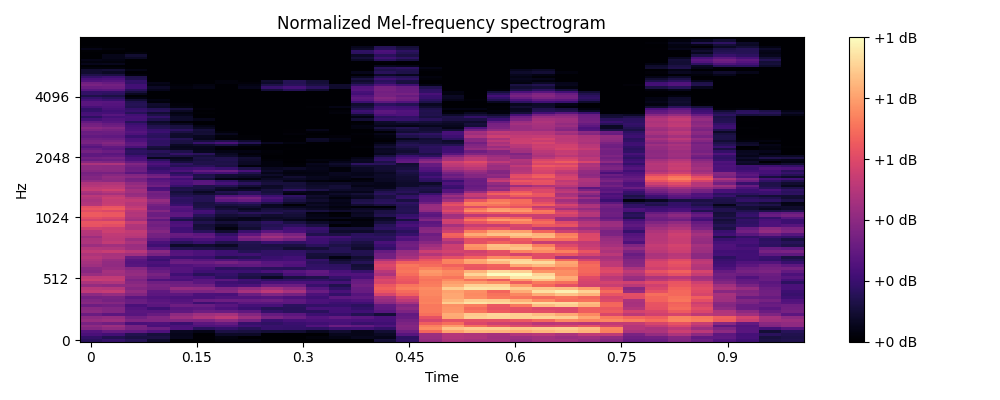 Normalized Mel-frequency spectrogram
+1 dB
4096
+1 dB
2048
+1 dB
Hz
1024
+0 dB
512
+0 dB
0
+0 dB
0
0.15
0.3
0.45
0.6
0.75
0.9
Time